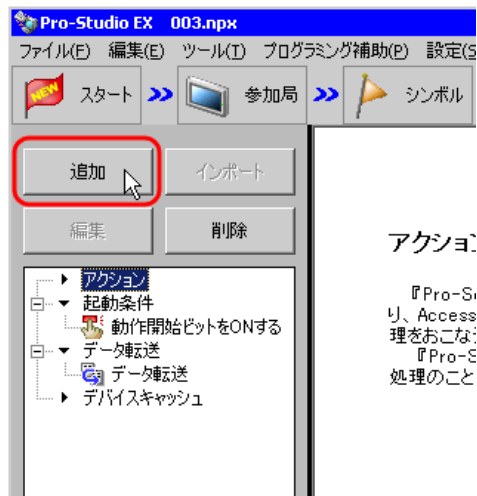 Pro-Studio EX 003.npx
ファイル(F) 編集(E) ツール(T) プログラミング補助(P) 設定(S
NEW スタート 参加局 シンボル
追加 インポート
編集 削除
アクション
起動条件
動作開始ビットをONする
データ転送
データ転送
デバイスキャッシュ
アクショ
『Pro-S
り、Access
理をおこな
『Pro-S
処理のこと